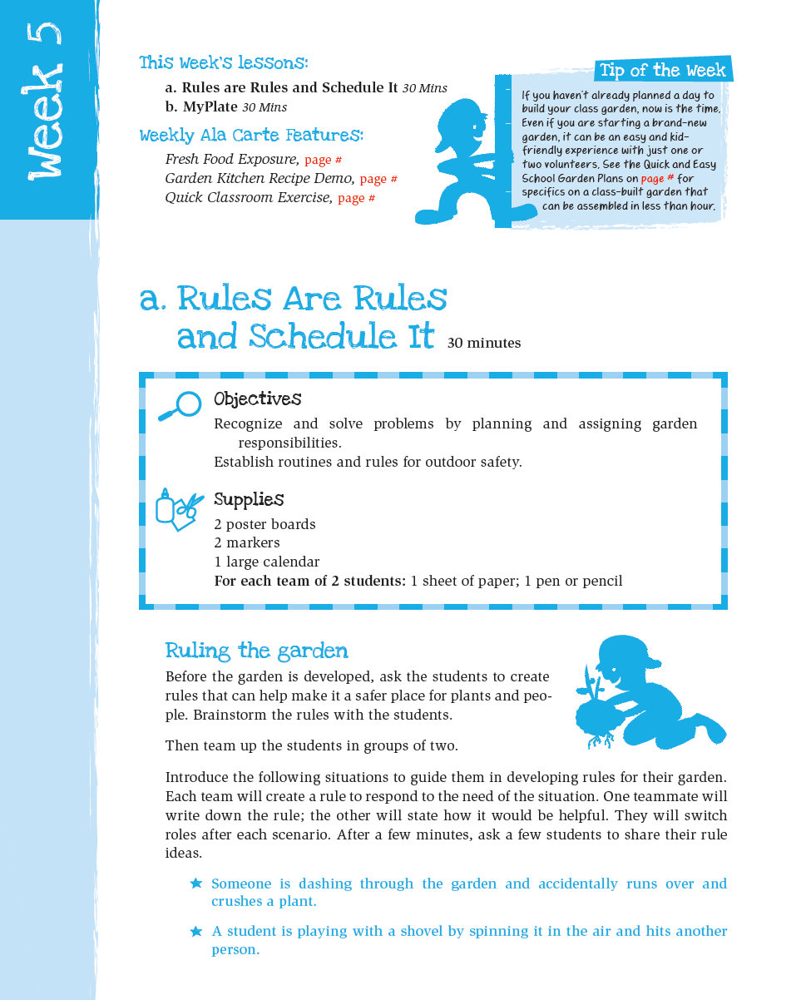 Week 5
This Week's lessons:
a. Rules are Rules and Schedule It 30 Mins
b. MyPlate 30 Mins
Weekly Ala Carte Features:
Fresh Food Exposure, page #
Garden Kitchen Recipe Demo, page #
Quick Classroom Exercise, page #
Tip of the Week
If you haven't already planned a day to
build your class garden, now is the time.
Even if you are starting a brand-new
garden, it can be an easy and kid-
friendly experience with just one or
two volunteers. See the Quick and Easy
School Garden Plans on page # for
specifics on a class-built garden that
can be assembled in less than hour.
a. Rules Are Rules
and Schedule It 30 minutes
Objectives
Recognize and solve problems by planning and assigning garden
responsibilities.
Establish routines and rules for outdoor safety.
Supplies
2 poster boards
2 markers
1 large calendar
For each team of 2 students: 1 sheet of paper; 1 pen or pencil
Ruling the garden
Before the garden is developed, ask the students to create
rules that can help make it a safer place for plants and peo-
ple. Brainstorm the rules with the students.
Then team up the students in groups of two.
Introduce the following situations to guide them in developing rules for their garden.
Each team will create a rule to respond to the need of the situation. One teammate will
write down the rule; the other will state how it would be helpful. They will switch
roles after each scenario. After a few minutes, ask a few students to share their rule
ideas.
Someone is dashing through the garden and accidentally runs over and
crushes a plant.
A student is playing with a shovel by spinning it in the air and hits another
person.